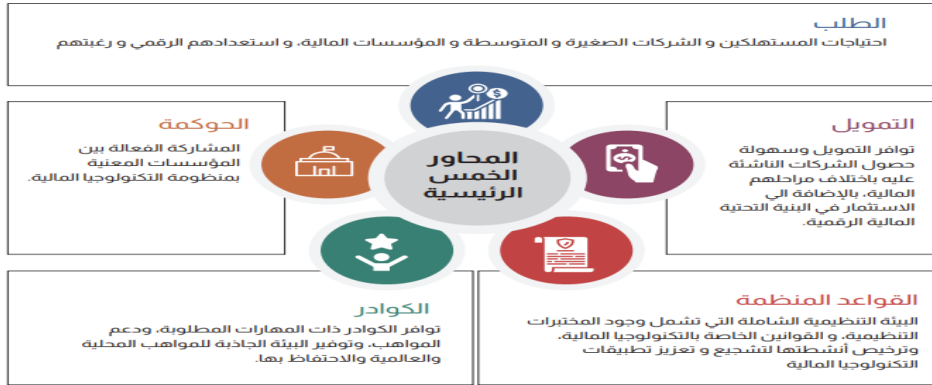 الطلب
احتياجات المستهلكين و الشركات الصغيرة و المتوسطة و المؤسسات المالية، و استعدادهم الرقمي و رغبتهم
التمويل
توافر التمويل وسهولة
حصول الشركات الناشئة
عليه باختلاف مراحلهم
المالية، بالإضافة الي
الاستثمار في البنية التحتية
المالية الرقمية.
الحوكمة
المشاركة الفعالة بين
المؤسسات المعنية
بمنظومة التكنولوجيا المالية.
المحاور
الخمس
الرئيسية
القواعد المنظمة
البيئة التنظيمية الشاملة التي تشمل وجود المختبرات
التنظيمية، و القوانين الخاصة بالتكنولوجيا المالية،
وترخيص أنشطتها لتشجيع و تعزيز تطبيقات
التكنولوجيا المالية
الكوادر
توافر الكوادر ذات المهارات المطلوبة، ودعم
المواهب، وتوفير البيئة الجاذبة للمواهب المحلية
والعالمية والاحتفاظ بها.